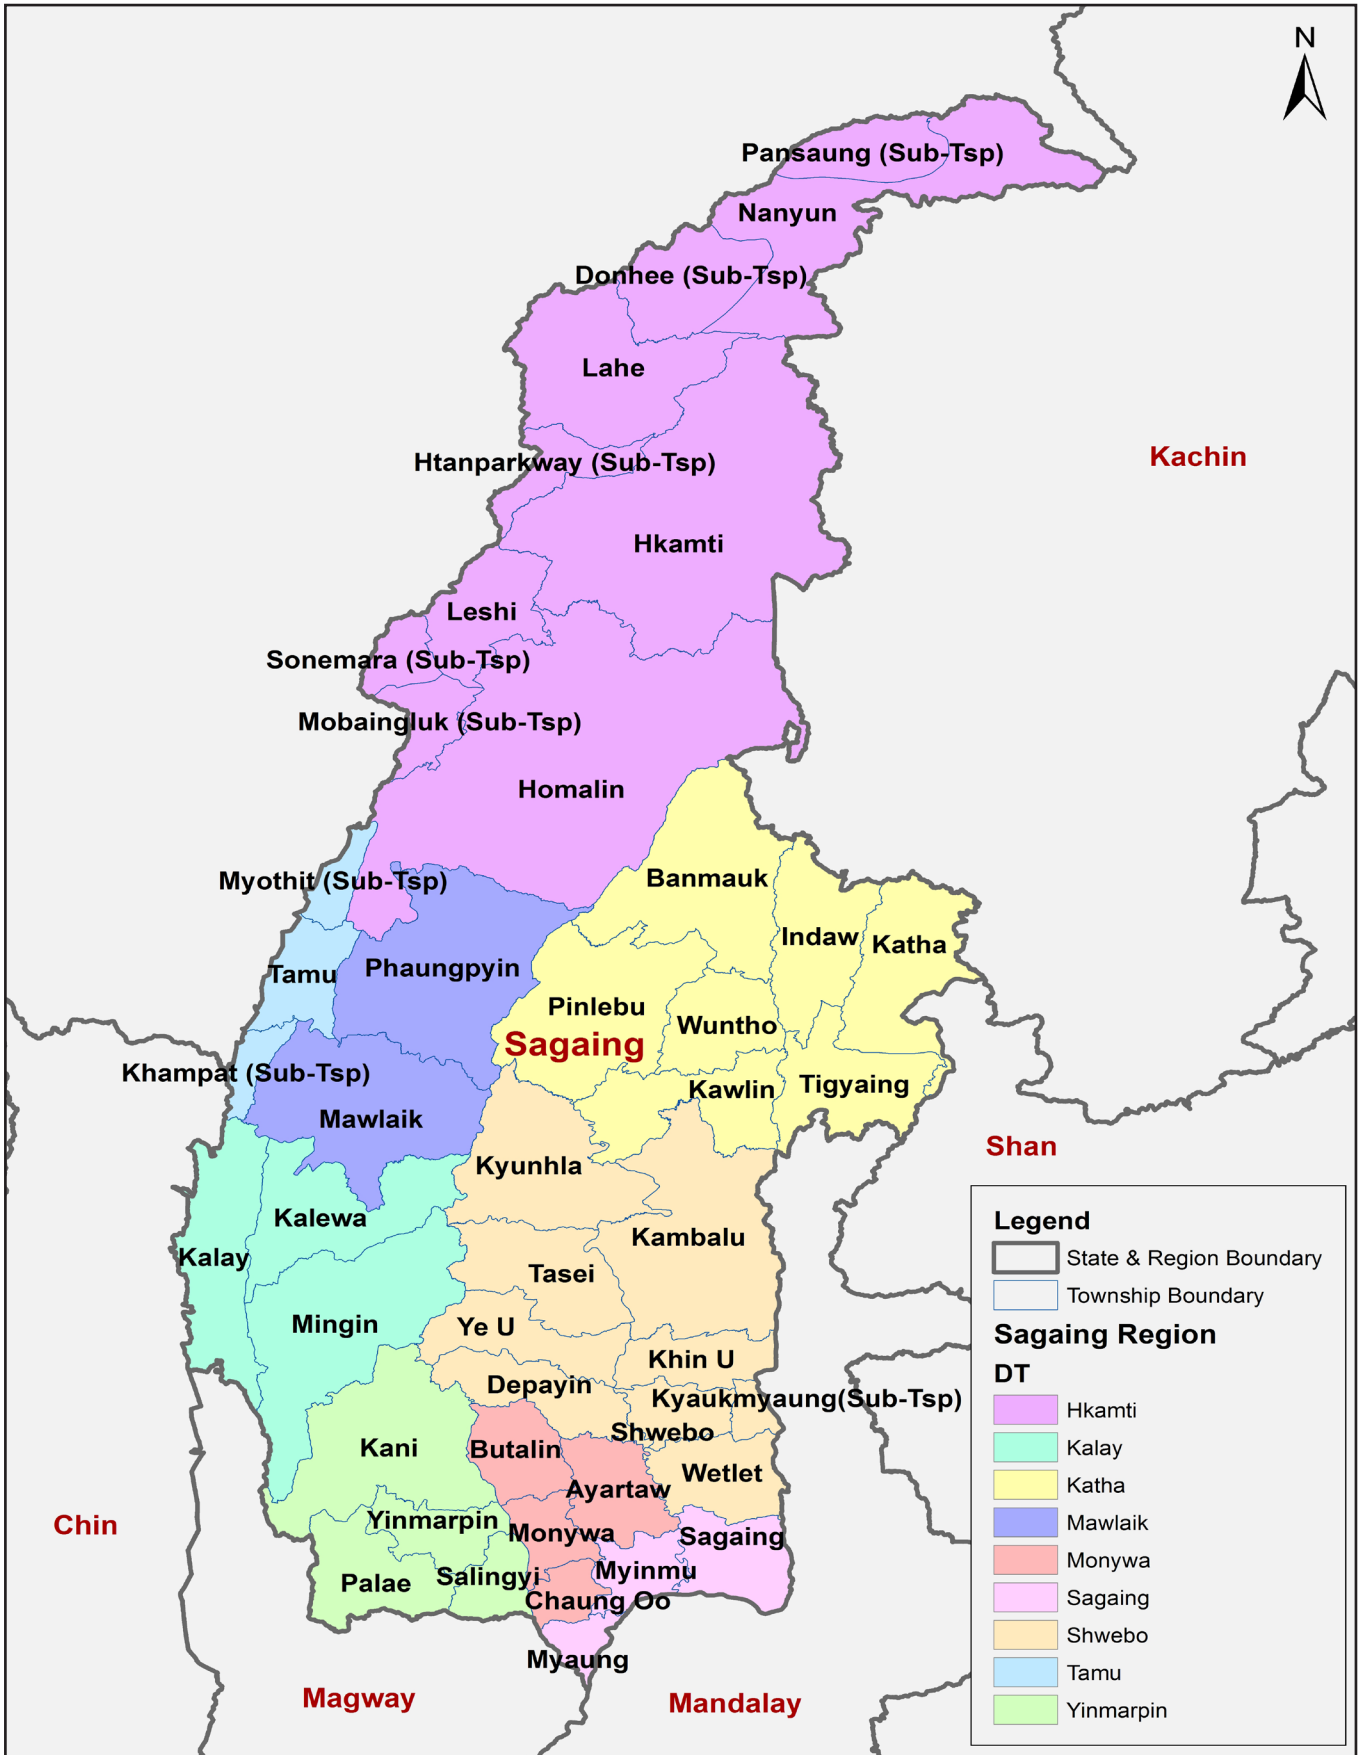 N
Pansaung (Sub-Tsp)
Nanyun
Donhee (Sub-Tsp)
Lahe
Kachin
Htanparkway (Sub-Tsp)
Hkamti
Leshi
Sonemara (Sub-Tsp)
Mobaingluk (Sub-Tsp)
Homalin
Banmauk
Myothit (Sub-Tsp)
Indaw
Katha
Phaungpyin
Tamu
Pinlebu
Wuntho
Sagaing
Khampat (Sub-Tsp)
Tigyaing
Kawlin
Mawlaik
Shan
Kyunhla
Kalewa
Kambalu
Kalay
Tasei
Mingin
Ye U
Khin U
Depayin
Kyaukmyaung(Sub-Tsp)
Shwebo
Kani
Butalin
Wetlet
Ayartaw
Chin
Yinmarpin
Monywa
Sagaing
Myinmu
Salingyi
Palae
Chaung Oo
Myaung
Magway
Mandalay
Legend
State & Region Boundary
Township Boundary
Sagaing Region
DT
Hkamti
Kalay
Katha
Mawlaik
Monywa
Sagaing
Shwebo
Tamu
Yinmarpin